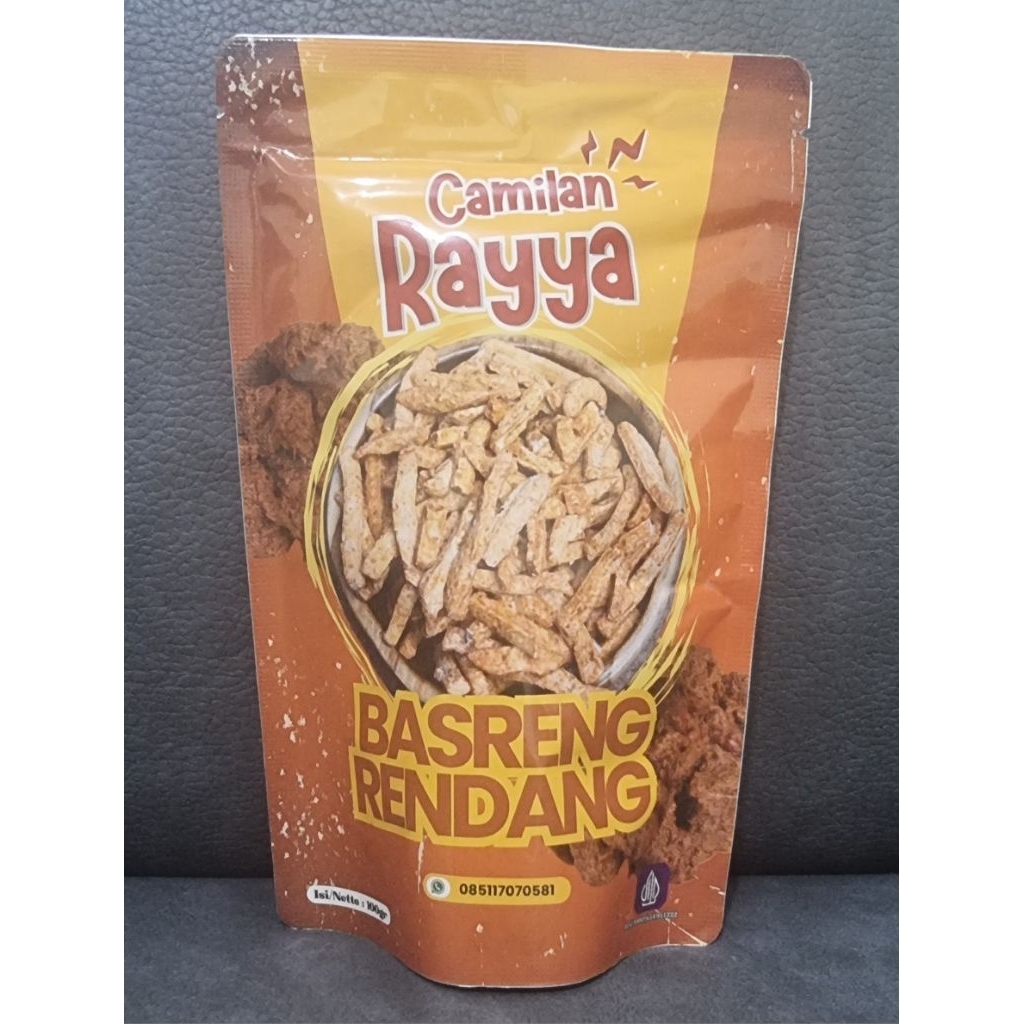 Camilan
Rayya
BASRENG
RENDANG
085117070581
Isi/Netto : 100gr